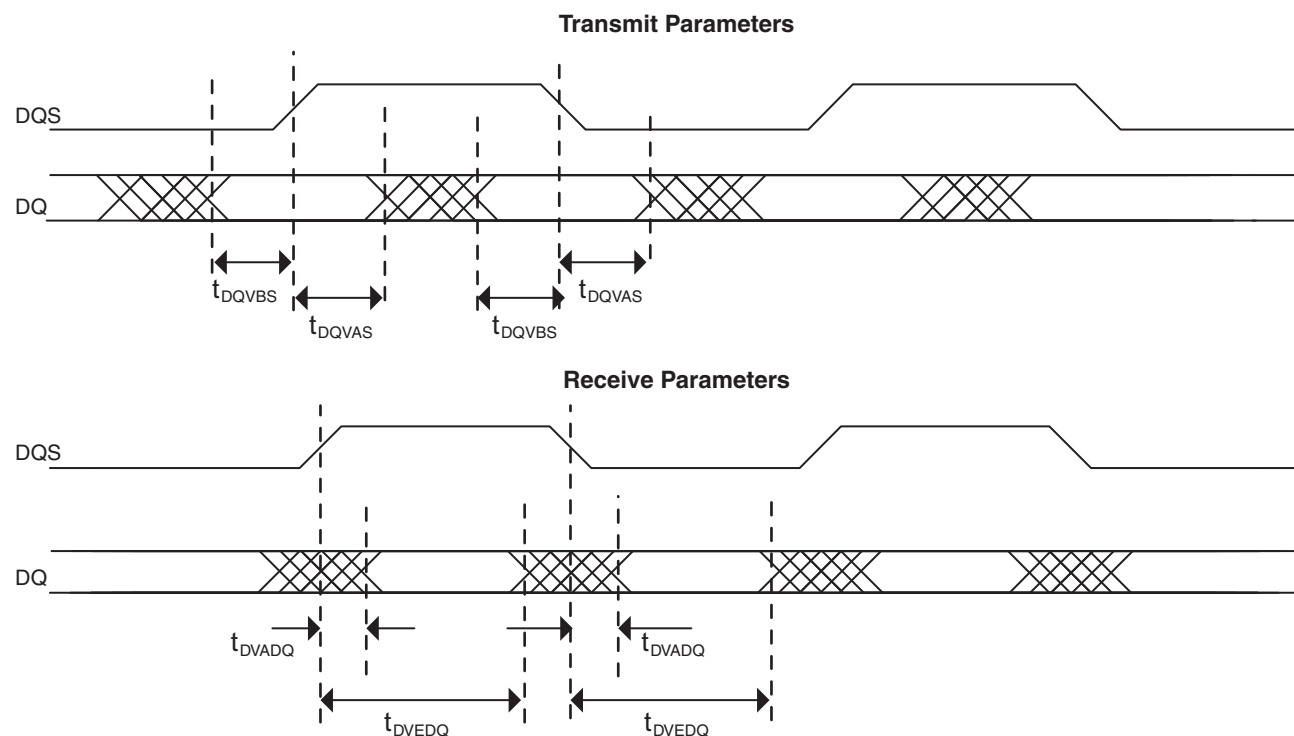 Transmit Parameters
DQS
DQ
tDQVBS
tDQVAS
tDQVAS
tDQVBS
Receive Parameters
DQS
DQ
tDVADQ
tDVADQ
tDVEDQ
tDVEDQ